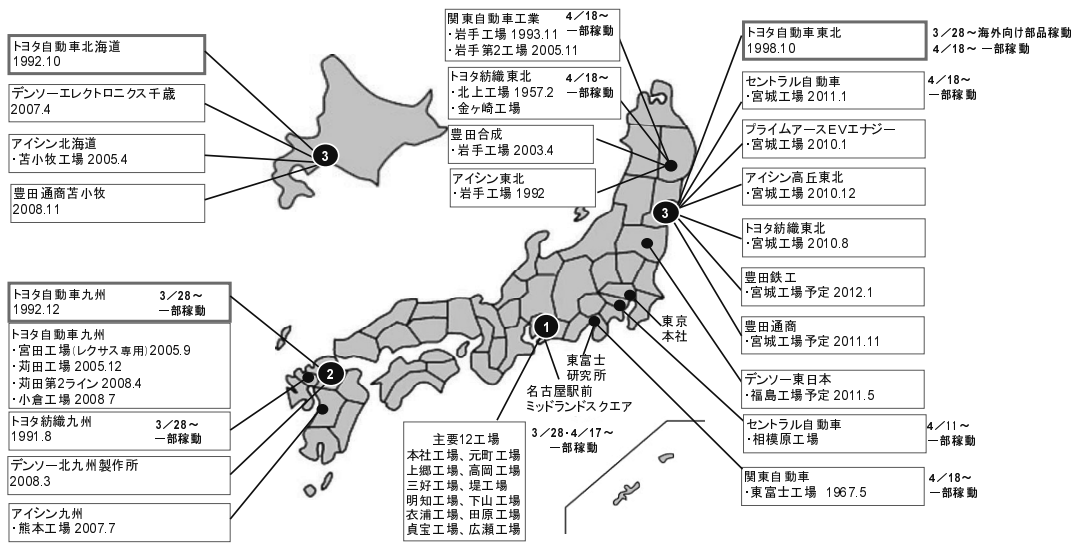 トヨタ自動車北海道
1992.10
デンソーエレクトロニクス千歳
2007.4
アイシン北海道
・苫小牧工場 2005.4
豊田通商苫小牧
2008.11
3
関東自動車工業 4／18～
・岩手工場 1993.11 一部稼動
・岩手第2工場 2005.11
トヨタ紡織東北 4／18～
・北上工場 1957.2 一部稼動
・金ヶ崎工場
豊田合成
・岩手工場 2003.4
アイシン東北
・岩手工場 1992
トヨタ自動車東北
1998.10
3／28～海外向け部品稼動
4／18～ 一部稼動
セントラル自動車
・宮城工場 2011.1
4／18～
一部稼動
プライムアースEVエナジー
・宮城工場 2010.1
アイシン高丘東北
・宮城工場 2010.12
トヨタ紡織東北
・宮城工場 2010.8
豊田鉄工
・宮城工場予定 2012.1
豊田通商
・宮城工場予定 2011.11
デンソー東日本
・福島工場予定 2011.5
セントラル自動車
・相模原工場
4／11～
一部稼動
関東自動車
・東富士工場 1967.5
4／18～
一部稼動
3
東京
本社
東富士
研究所
1
名古屋駅前
ミッドランドスクエア
トヨタ自動車九州 3／28～
1992.12 一部稼動
トヨタ自動車九州
・宮田工場(レクサス専用) 2005.9
・苅田工場 2005.12
・苅田第2ライン 2008.4
・小倉工場 2008 7
トヨタ紡織九州 3／28～
1991.8 一部稼動
デンソー北九州製作所
2008.3
アイシン九州
・熊本工場 2007.7
2
主要12工場
本社工場、元町工場
上郷工場、高岡工場
三好工場、堤工場
明知工場、下山工場
衣浦工場、田原工場
貞宝工場、広瀬工場
3／28・4／17～
一部稼動